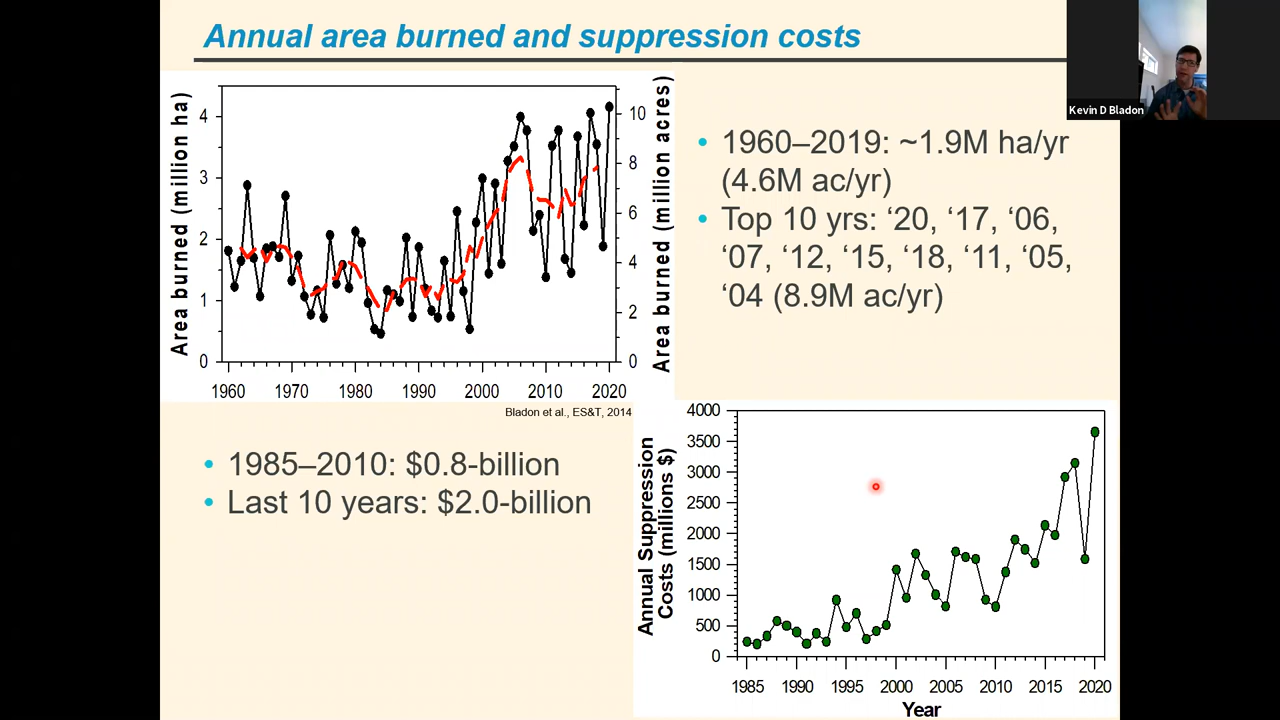 Annual area burned and suppression costs
Kevin D Bladon
Area burned (million ha)
4
3
2
1
0
1960 1970 1980 1990 2000 2010 2020
10
8
6
4
2
0
Area burned (million acres)
Bladon et al., ES&T, 2014
• 1960–2019: ~1.9M ha/yr
(4.6M ac/yr)
• Top 10 yrs: ‘20, ‘17, ‘06,
‘07, ‘12, ‘15, ‘18, ‘11, ‘05,
‘04 (8.9M ac/yr)
• 1985–2010: $0.8-billion
• Last 10 years: $2.0-billion
Annual Suppression
Costs (millions $)
4000
3500
3000
2500
2000
1500
1000
500
0
1985 1990 1995 2000 2005 2010 2015 2020
Year